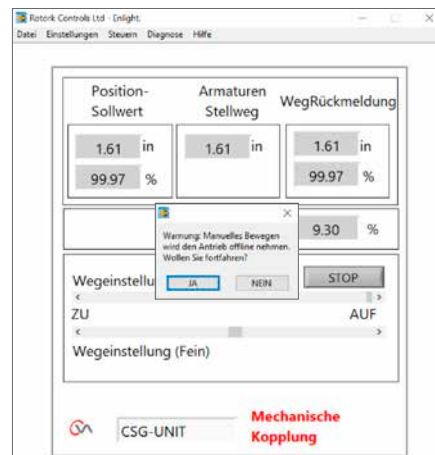 Rotork Controls Ltd - Enlight.
Datei Einstellungen Steuern Diagnose Hilfe
Position-
Sollwert
Armaturen
Stellweg
WegRückmeldung
1.61 in
1.61 in
1.61 in
99.97 %
99.97 %
9.30 %
Warnung: Manuelles Bewegen
wird den Antrieb offline nehmen.
Wollen Sie fortfahren?
JA NEIN
Wegeinstellu
STOP
ZU AUF
Wegeinstellung (Fein)
CSG-UNIT
Mechanische
Kopplung